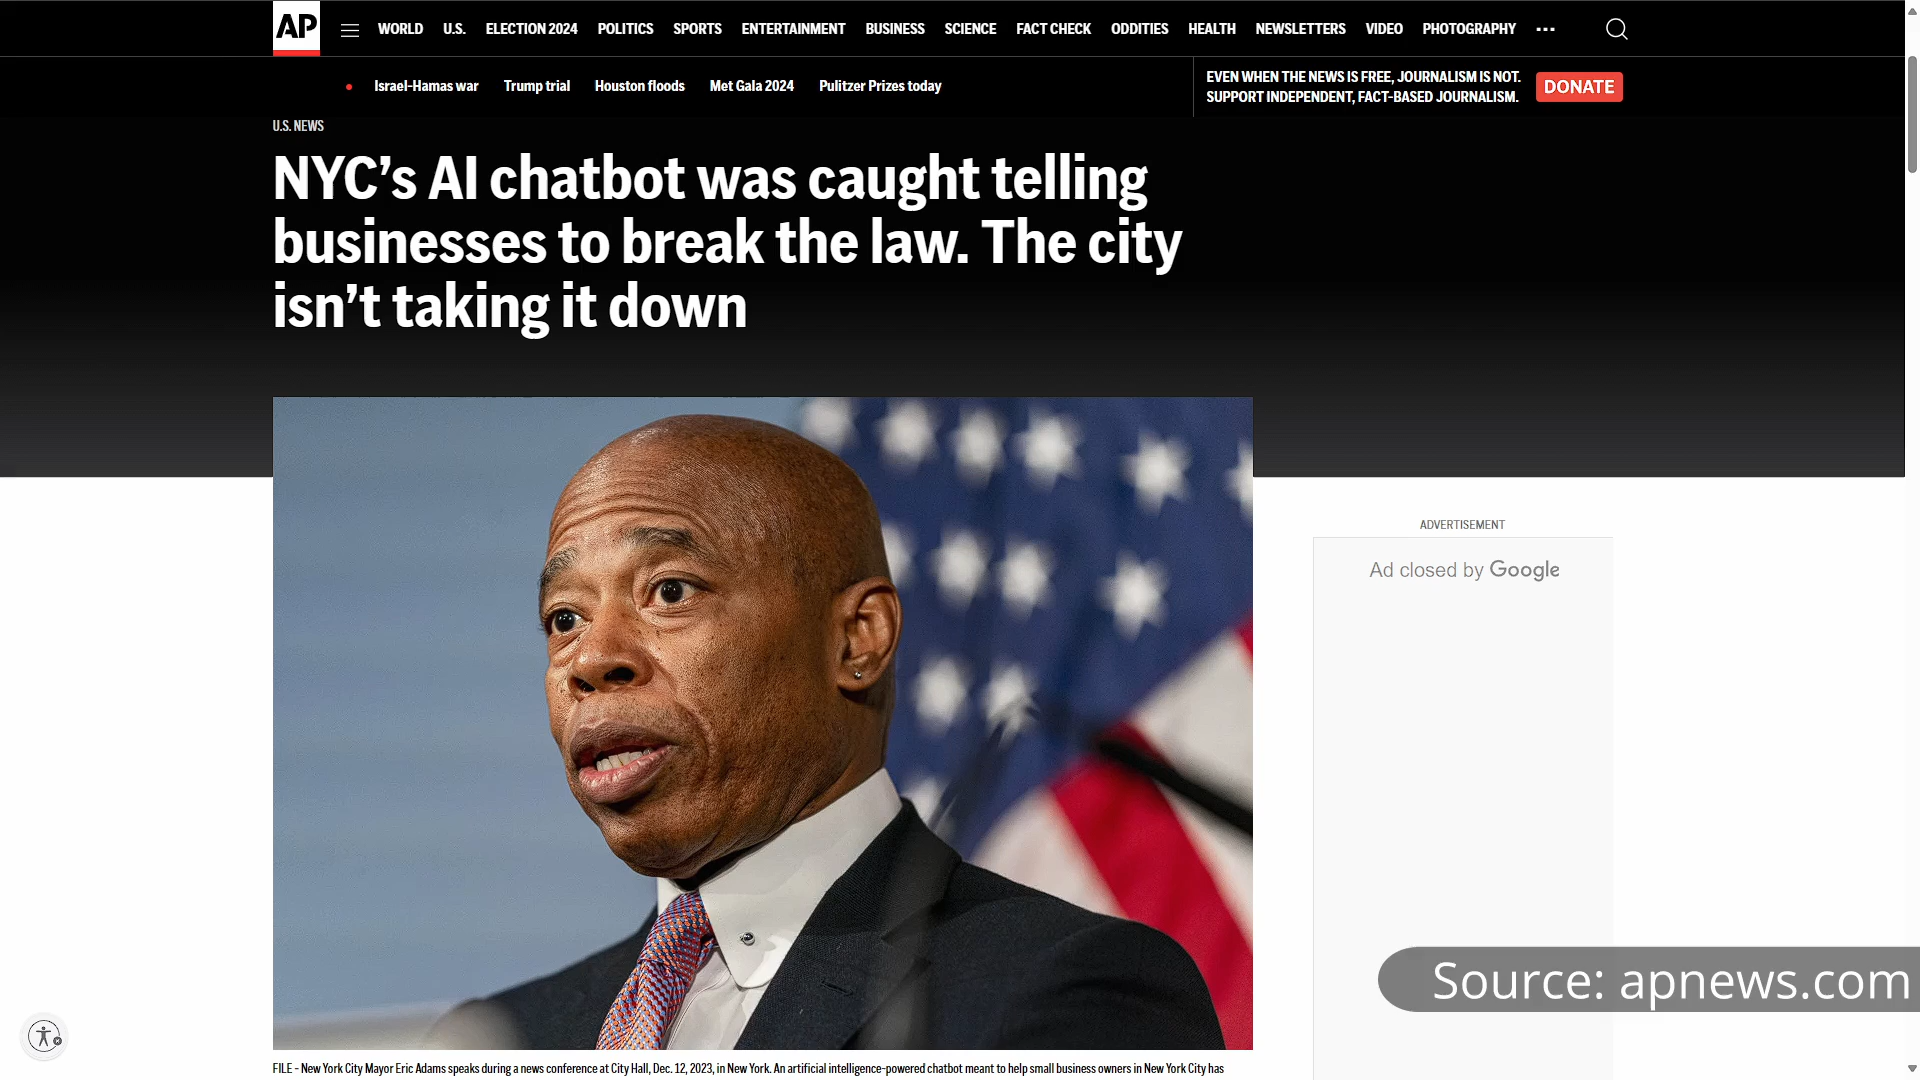 AP
WORLD U.S. ELECTION 2024 POLITICS SPORTS ENTERTAINMENT BUSINESS SCIENCE FACT CHECK ODDITIES HEALTH NEWSLETTERS VIDEO PHOTOGRAPHY ...
Israel-Hamas war Trump trial Houston floods Met Gala 2024 Pulitzer Prizes today
EVEN WHEN THE NEWS IS FREE, JOURNALISM IS NOT.
SUPPORT INDEPENDENT, FACT-BASED JOURNALISM.
DONATE
U.S. NEWS
NYC’s AI chatbot was caught telling
businesses to break the law. The city
isn’t taking it down
ADVERTISEMENT
Ad closed by Google
Source: apnews.com
FILE - New York City Mayor Eric Adams speaks during a news conference at City Hall, Dec. 12, 2023, in New York. An artificial intelligence-powered chatbot meant to help small business owners in New York City has